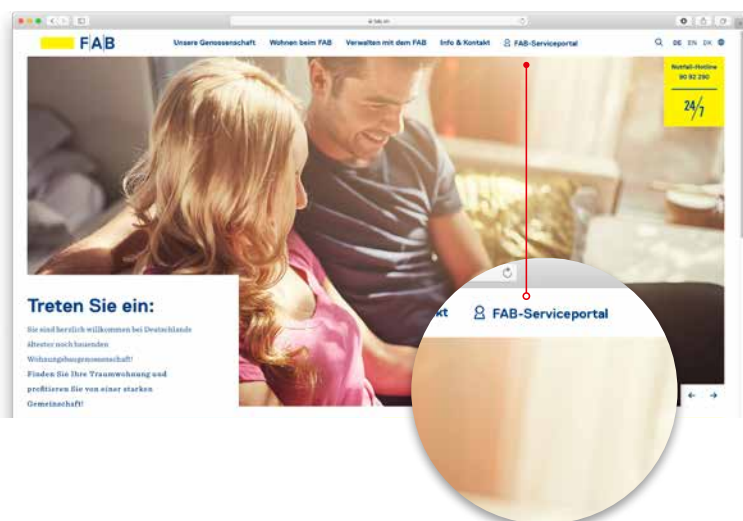 FAB
Unsere Genossenschaft Wohnen beim FAB Verwalten mit dem FAB Info & Kontakt FAB-Serviceportal DE EN DK
Notfall-Hotline
90 92 290
24/7
kt FAB-Serviceportal
Treten Sie ein:
Sie sind herzlich willkommen bei Deutschlands
ältester noch bauenden
Wohnungsbaugenossenschaft!
Finden Sie Ihre Traumwohnung und
profitieren Sie von einer starken
Gemeinschaft!